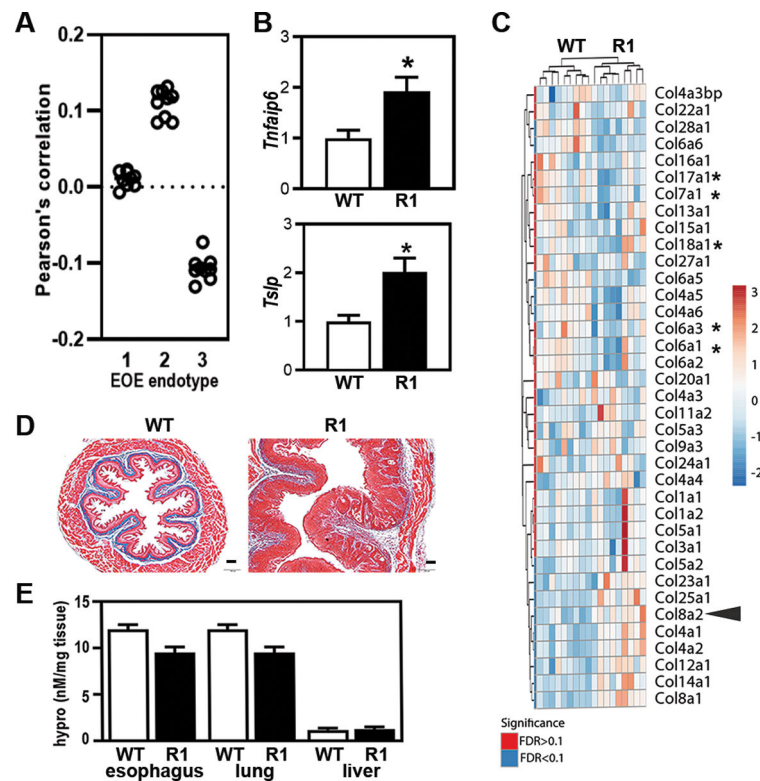 A
0.2
0.1
0.0
-0.1
-0.2
Pearson's correlation
1 2 3
EOE endotype
B
3
2
1
0
Tnfaip6
*
WT R1
3
2
1
0
Tslp
*
WT R1
C
WT R1
Col4a3bp
Col22a1
Col28a1
Col6a6
Col16a1
Col17a1 *
Col7a1 *
Col13a1
Col15a1
Col18a1 *
Col27a1
Col6a5
Col4a5
Col4a6
Col6a3 *
Col6a1 *
Col6a2
Col20a1
Col4a3
Col11a2
Col5a3
Col9a3
Col24a1
Col4a4
Col1a1
Col1a2
Col5a1
Col3a1
Col5a2
Col23a1
Col25a1
Col8a2
Col4a1
Col4a2
Col12a1
Col14a1
Col8a1
3
2
1
0
-1
-2
Significance
FDR>0.1
FDR<0.1
D
WT R1
E
15
10
5
0
hypro (nM/mg tissue)
WT R1 WT R1 WT R1
esophagus lung liver